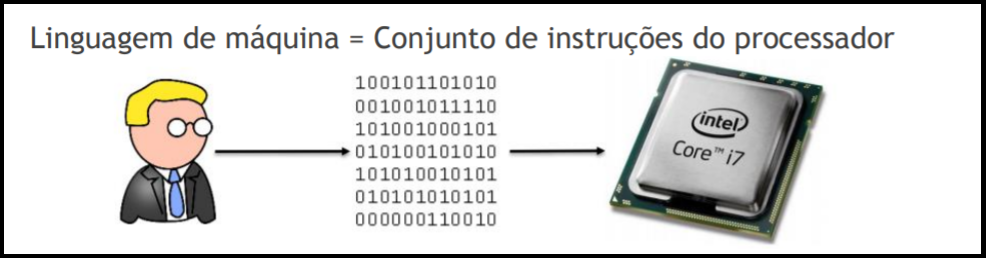 Linguagem de máquina = Conjunto de instruções do processador
100101101010
001001011110
101001000101
010100101010
101010010101
010101010101
000000110010
intel
Core™ i7